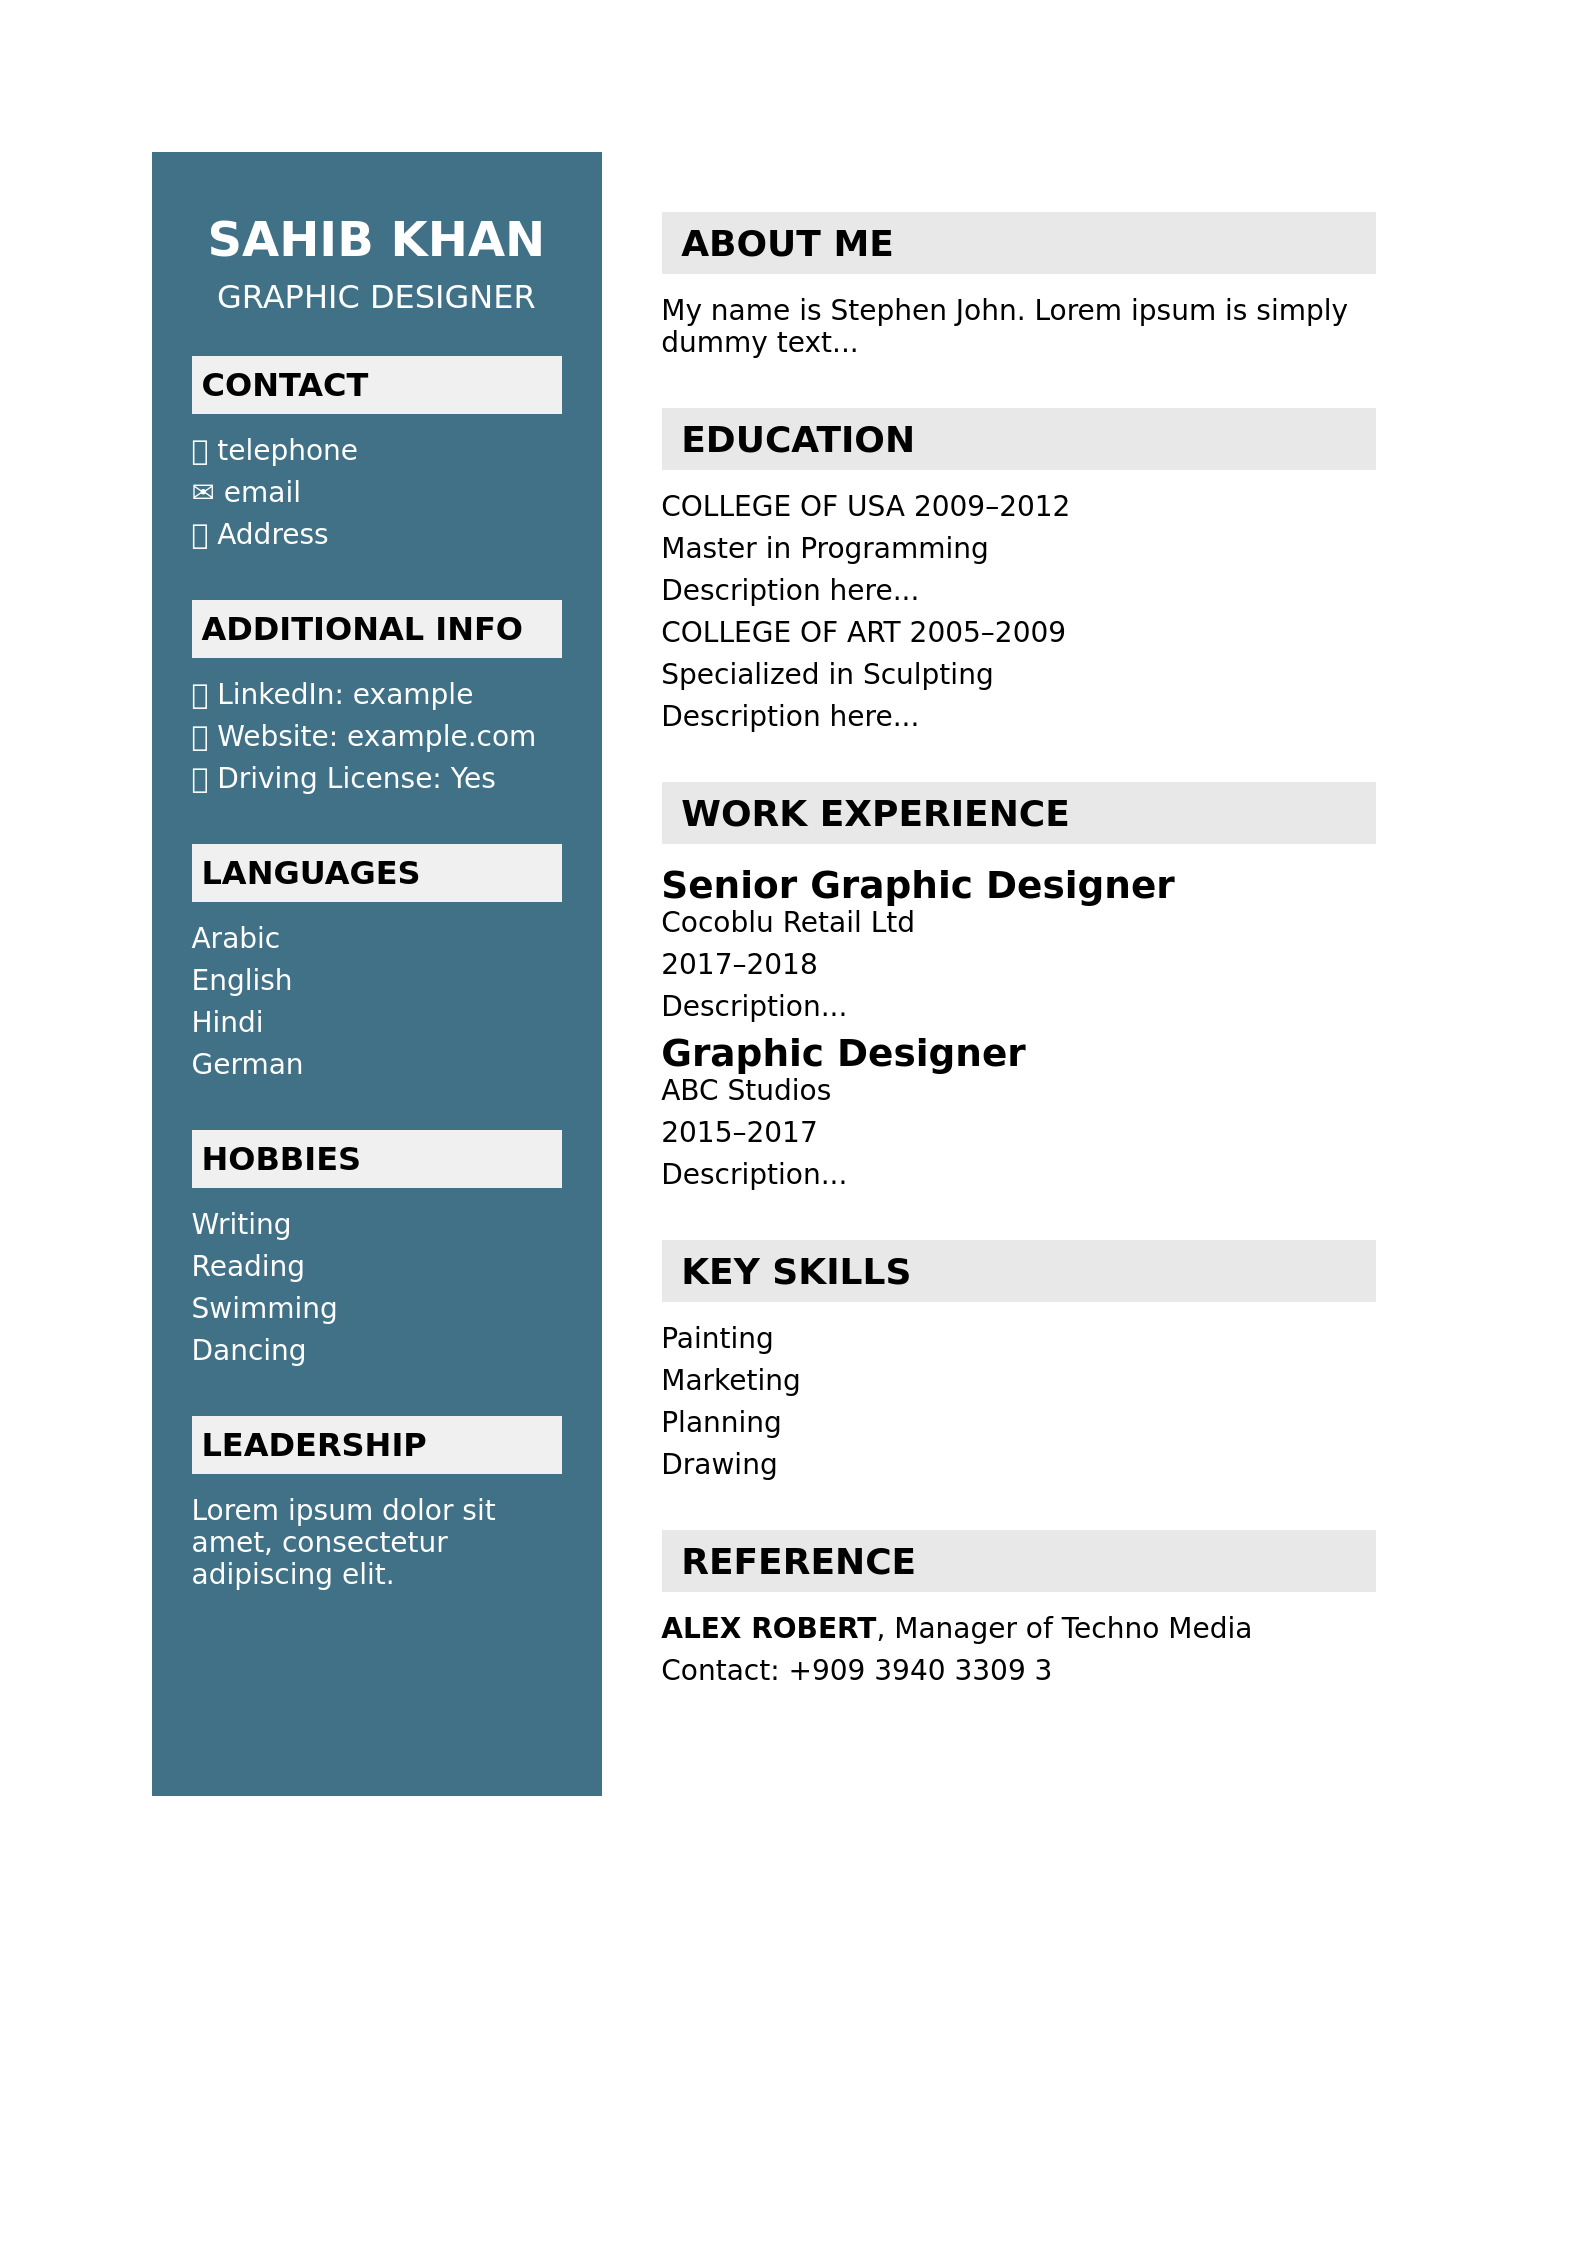 SAHIB KHAN
GRAPHIC DESIGNER
CONTACT
telephone
✉ email
Address
ADDITIONAL INFO
LinkedIn: example
Website: example.com
Driving License: Yes
LANGUAGES
Arabic
English
Hindi
German
HOBBIES
Writing
Reading
Swimming
Dancing
LEADERSHIP
Lorem ipsum dolor sit
amet, consectetur
adipiscing elit.
ABOUT ME
My name is Stephen John. Lorem ipsum is simply
dummy text...
EDUCATION
COLLEGE OF USA 2009–2012
Master in Programming
Description here...
COLLEGE OF ART 2005–2009
Specialized in Sculpting
Description here...
WORK EXPERIENCE
Senior Graphic Designer
Cocoblu Retail Ltd
2017–2018
Description...
Graphic Designer
ABC Studios
2015–2017
Description...
KEY SKILLS
Painting
Marketing
Planning
Drawing
REFERENCE
ALEX ROBERT, Manager of Techno Media
Contact: +909 3940 3309 3